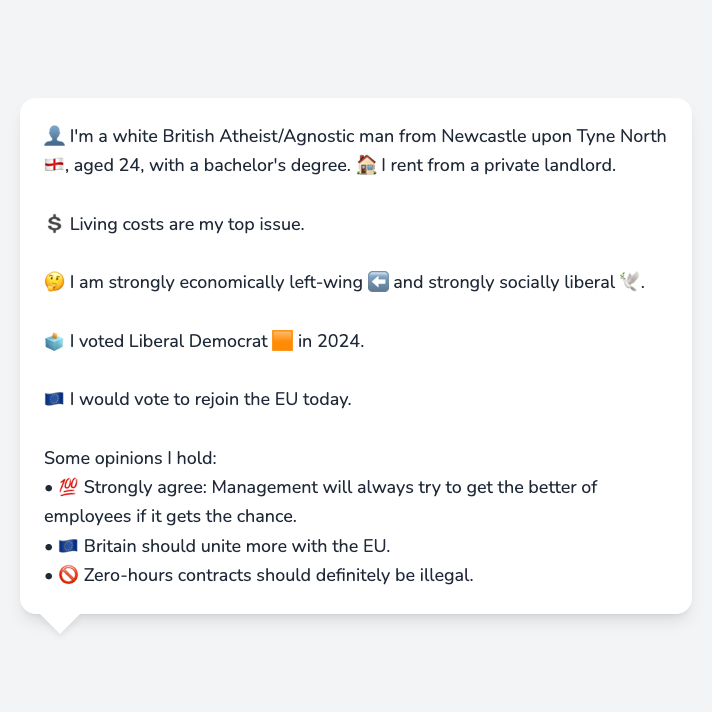 👤 I'm a white British Atheist/Agnostic man from Newcastle upon Tyne North
🏴󠁧󠁢󠁥󠁮󠁧󠁿, aged 24, with a bachelor's degree. 🏠 I rent from a private landlord.
💲 Living costs are my top issue.
🤔 I am strongly economically left-wing ⬅️ and strongly socially liberal 🕊️.
🗳️ I voted Liberal Democrat 🟧 in 2024.
🇪🇺 I would vote to rejoin the EU today.
Some opinions I hold:
• 💯 Strongly agree: Management will always try to get the better of
employees if it gets the chance.
• 🇪🇺 Britain should unite more with the EU.
• 🚫 Zero-hours contracts should definitely be illegal.